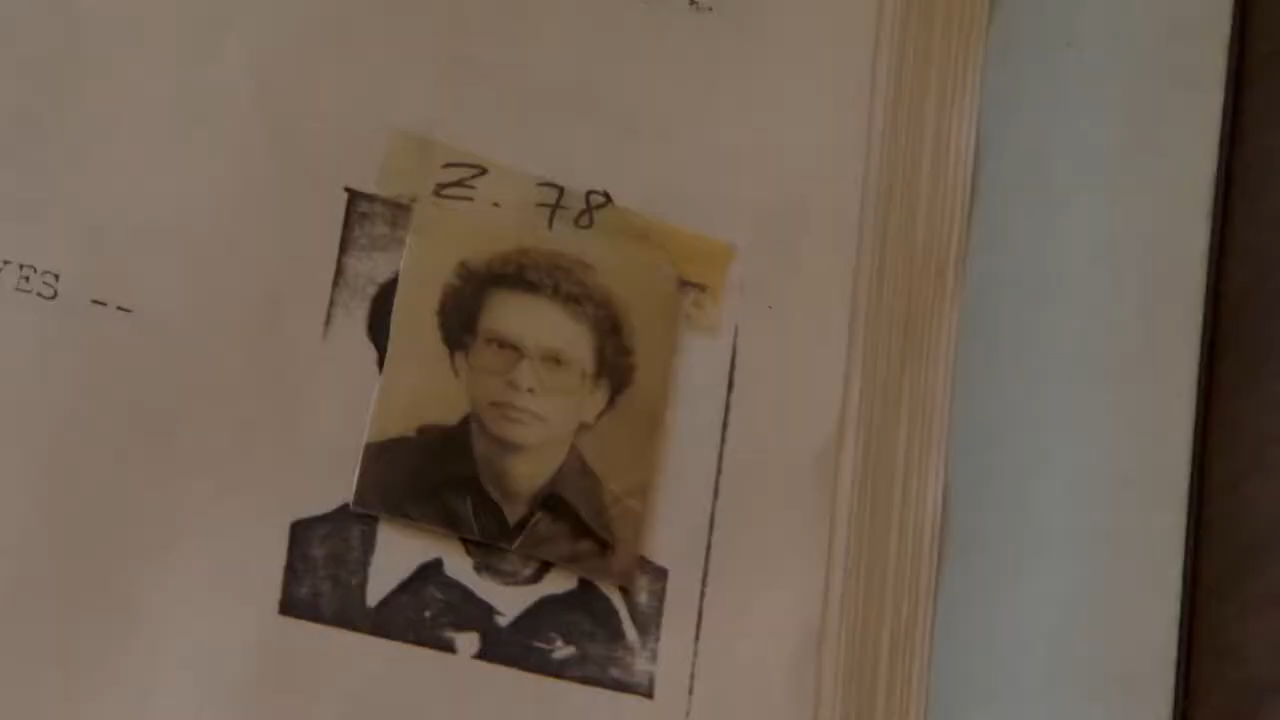 Z. 78
YES --